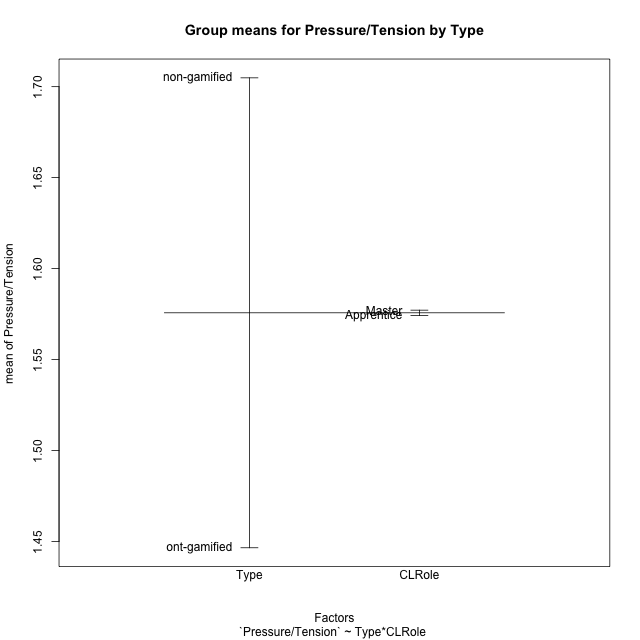 Group means for Pressure/Tension by Type
mean of Pressure/Tension
1.70
1.65
1.60
1.55
1.50
1.45
non-gamified
ont-gamified
Master
Apprentice
Type
CLRole
Factors
`Pressure/Tension` ~ Type*CLRole